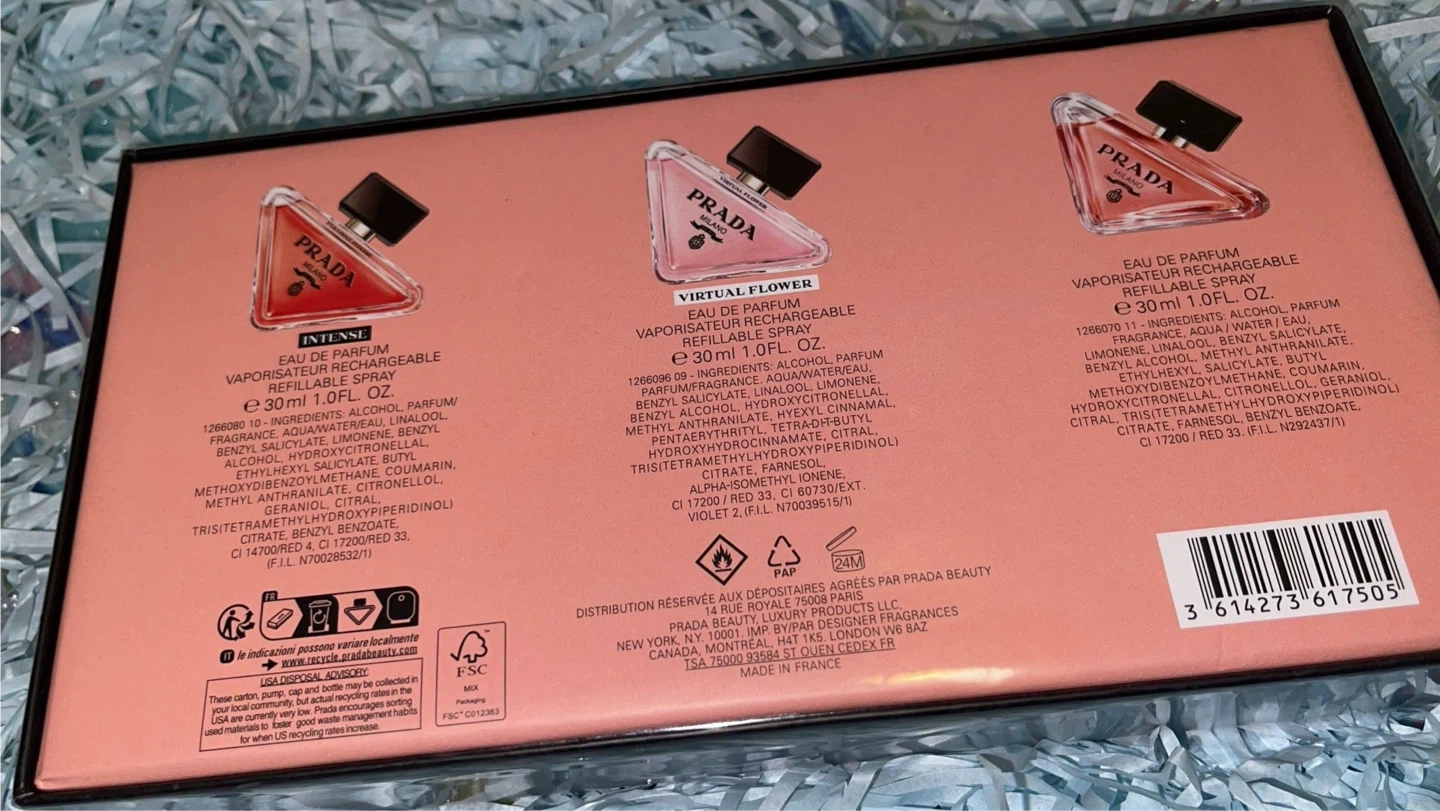 PRADA
MILANO
INTENSE
EAU DE PARFUM
VAPORISATEUR RECHARGEABLE
REFILLABLE SPRAY
℮ 30 ml 1.0FL. OZ.
1266080 10 - INGREDIENTS: ALCOHOL, PARFUM/
FRAGRANCE, AQUA/WATER/EAU, LINALOOL,
BENZYL SALICYLATE, LIMONENE, BENZYL
ALCOHOL, HYDROXYCITRONELLAL,
ETHYLHEXYL SALICYLATE, BUTYL
METHOXYDIBENZOYLMETHANE, COUMARIN,
METHYL ANTHRANILATE, CITRONELLOL,
GERANIOL, CITRAL,
TRIS(TETRAMETHYLHYDROXYPIPERIDINOL)
CITRATE, BENZYL BENZOATE,
CI 14700/RED 4, CI 17200/RED 33,
(F.I.L. N70028532/1)
FR
IT le indicazioni possono variare localmente
www.recycle.pradabeauty.com
USA DISPOSAL ADVISORY:
These carton, pump, cap and bottle may be collected in
your local community, but actual recycling rates in the
USA are currently very low. Prada encourages sorting
used materials to foster good waste management habits
for when US recycling rates increase.
FSC
MIX
Packaging
FSC™ C012363
VIRTUAL FLOWER
PRADA
MILANO
VIRTUAL FLOWER
EAU DE PARFUM
VAPORISATEUR RECHARGEABLE
REFILLABLE SPRAY
℮ 30 ml 1.0FL. OZ.
1266096 09 - INGREDIENTS: ALCOHOL, PARFUM
PARFUM/FRAGRANCE, AQUA/WATER/EAU,
BENZYL SALICYLATE, LINALOOL, LIMONENE,
BENZYL ALCOHOL, HYDROXYCITRONELLAL,
METHYL ANTHRANILATE, HYEXYL CINNAMAL,
PENTAERYTHRITYL, TETRA-DIT-BUTYL
HYDROXYHYDROCINNAMATE, CITRAL,
TRIS(TETRAMETHYLHYDROXYPIPERIDINOL)
CITRATE, FARNESOL,
ALPHA-ISOMETHYL IONENE,
CI 17200 / RED 33, CI 60730/EXT.
VIOLET 2, (F.I.L. N70039515/1)
PAP
24M
DISTRIBUTION RÉSERVÉE AUX DÉPOSITAIRES AGRÉÉS PAR PRADA BEAUTY
14 RUE ROYALE 75008 PARIS
PRADA BEAUTY, LUXURY PRODUCTS LLC,
NEW YORK, N.Y. 10001. IMP. BY/PAR DESIGNER FRAGRANCES
CANADA, MONTRÉAL, H4T 1K5. LONDON W6 8AZ
TSA 75000 93584 ST OUEN CEDEX FR
MADE IN FRANCE
PRADA
MILANO
EAU DE PARFUM
VAPORISATEUR RECHARGEABLE
REFILLABLE SPRAY
℮ 30 ml 1.0FL. OZ.
1266070 11 - INGREDIENTS: ALCOHOL, PARFUM
FRAGRANCE, AQUA / WATER / EAU,
LIMONENE, LINALOOL, BENZYL SALICYLATE,
BENZYL ALCOHOL, METHYL ANTHRANILATE,
ETHYLHEXYL, SALICYLATE, BUTYL
METHOXYDIBENZOYLMETHANE, COUMARIN,
HYDROXYCITRONELLAL, CITRONELLOL, GERANIOL,
CITRAL, TRIS(TETRAMETHYLHYDROXYPIPERIDINOL)
CITRATE, FARNESOL, BENZYL BENZOATE,
CI 17200 / RED 33. (F.I.L. N292437/1)
3 614273 617505